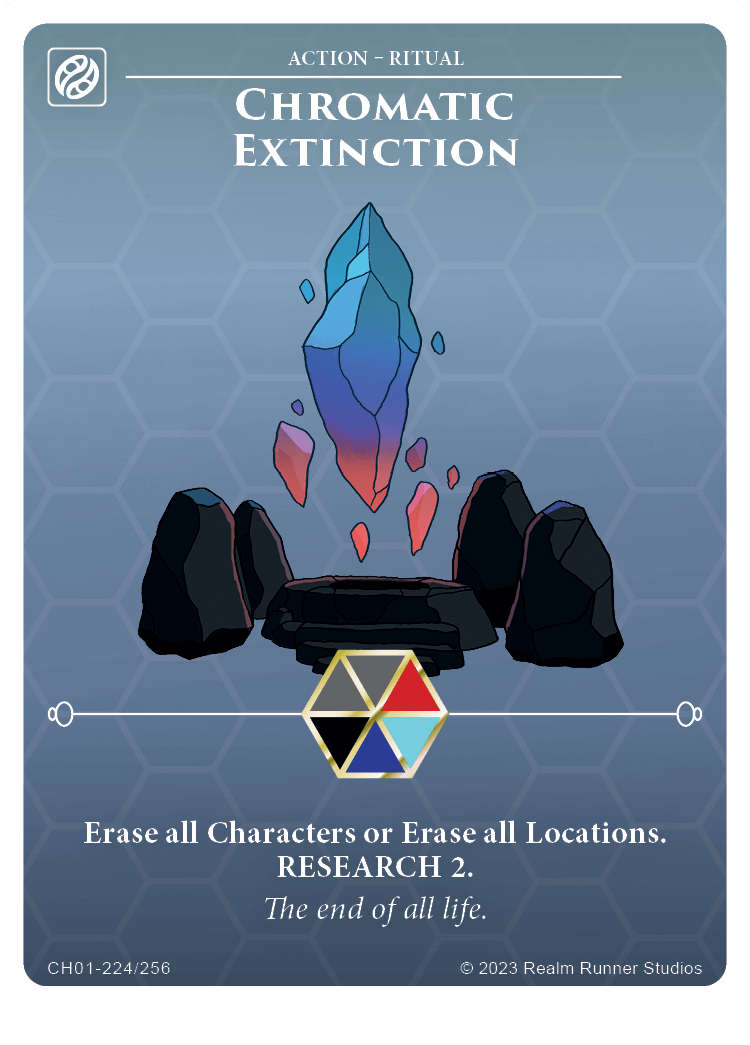 ACTION – RITUAL
Chromatic
Extinction
Erase all Characters or Erase all Locations.
RESEARCH 2.
The end of all life.
CH01-224/256
© 2023 Realm Runner Studios